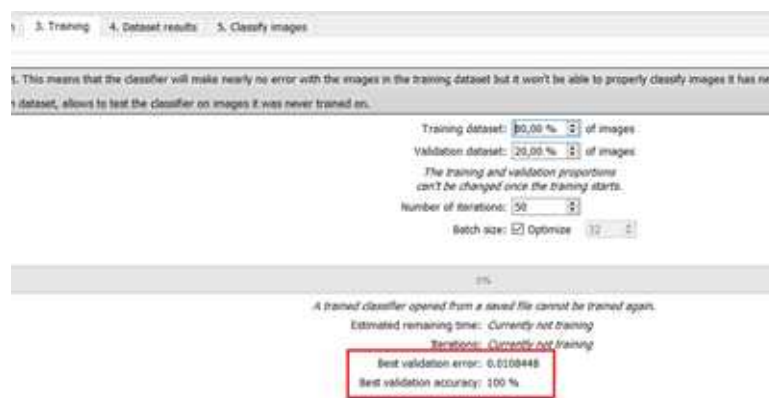 3. Training 4. Dataset results 5. Classify images
. This means that the classifier will make nearly no error with the images in the training dataset but it won't be able to properly classify images it has
dataset, allows to test the classifier on images it was never trained on.
Training dataset: 80,00 % of images
Validation dataset: 20,00 % of images
The training and validation proportions
can't be changed once the training starts.
Number of iterations: 50
Batch size: Optimize 32
0%
A trained classifier opened from a saved file cannot be trained again.
Estimated remaining time: Currently not training
Iterations: Currently not training
Best validation error: 0.0108448
Best validation accuracy: 100 %